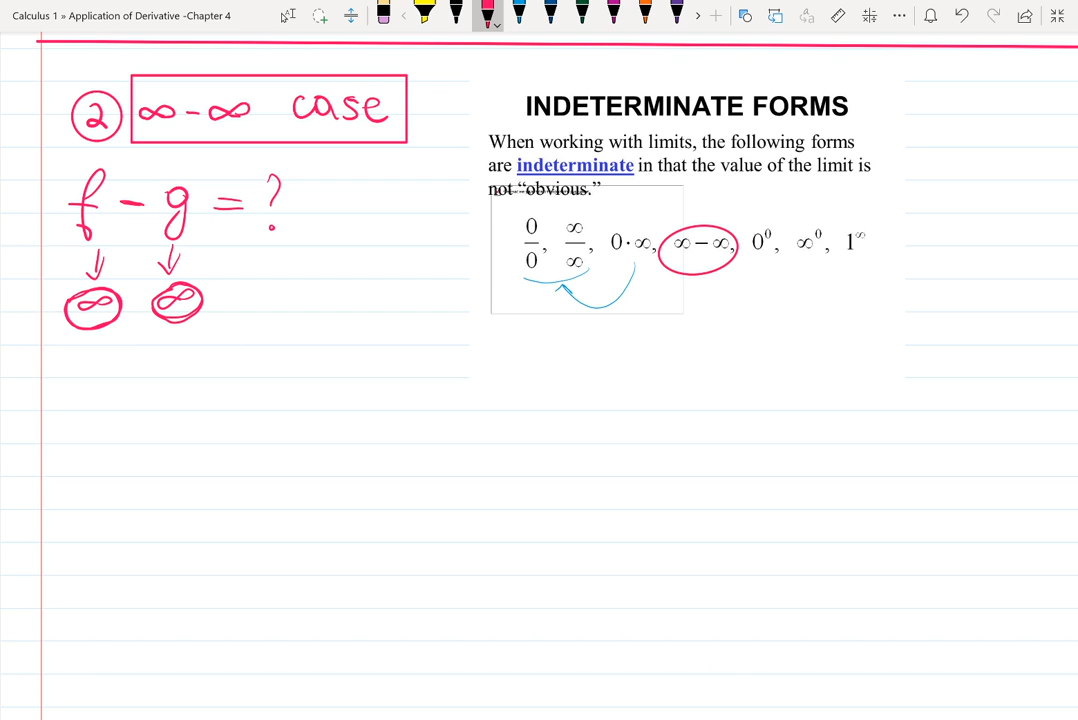 Calculus 1 » Application of Derivative -Chapter 4
② ∞ - ∞ case
f - g = ?
↓ ↓
∞ ∞
INDETERMINATE FORMS
When working with limits, the following forms
are indeterminate in that the value of the limit is
not “obvious.”
0/0, ∞/∞, 0·∞, ∞−∞, 0⁰, ∞⁰, 1^∞